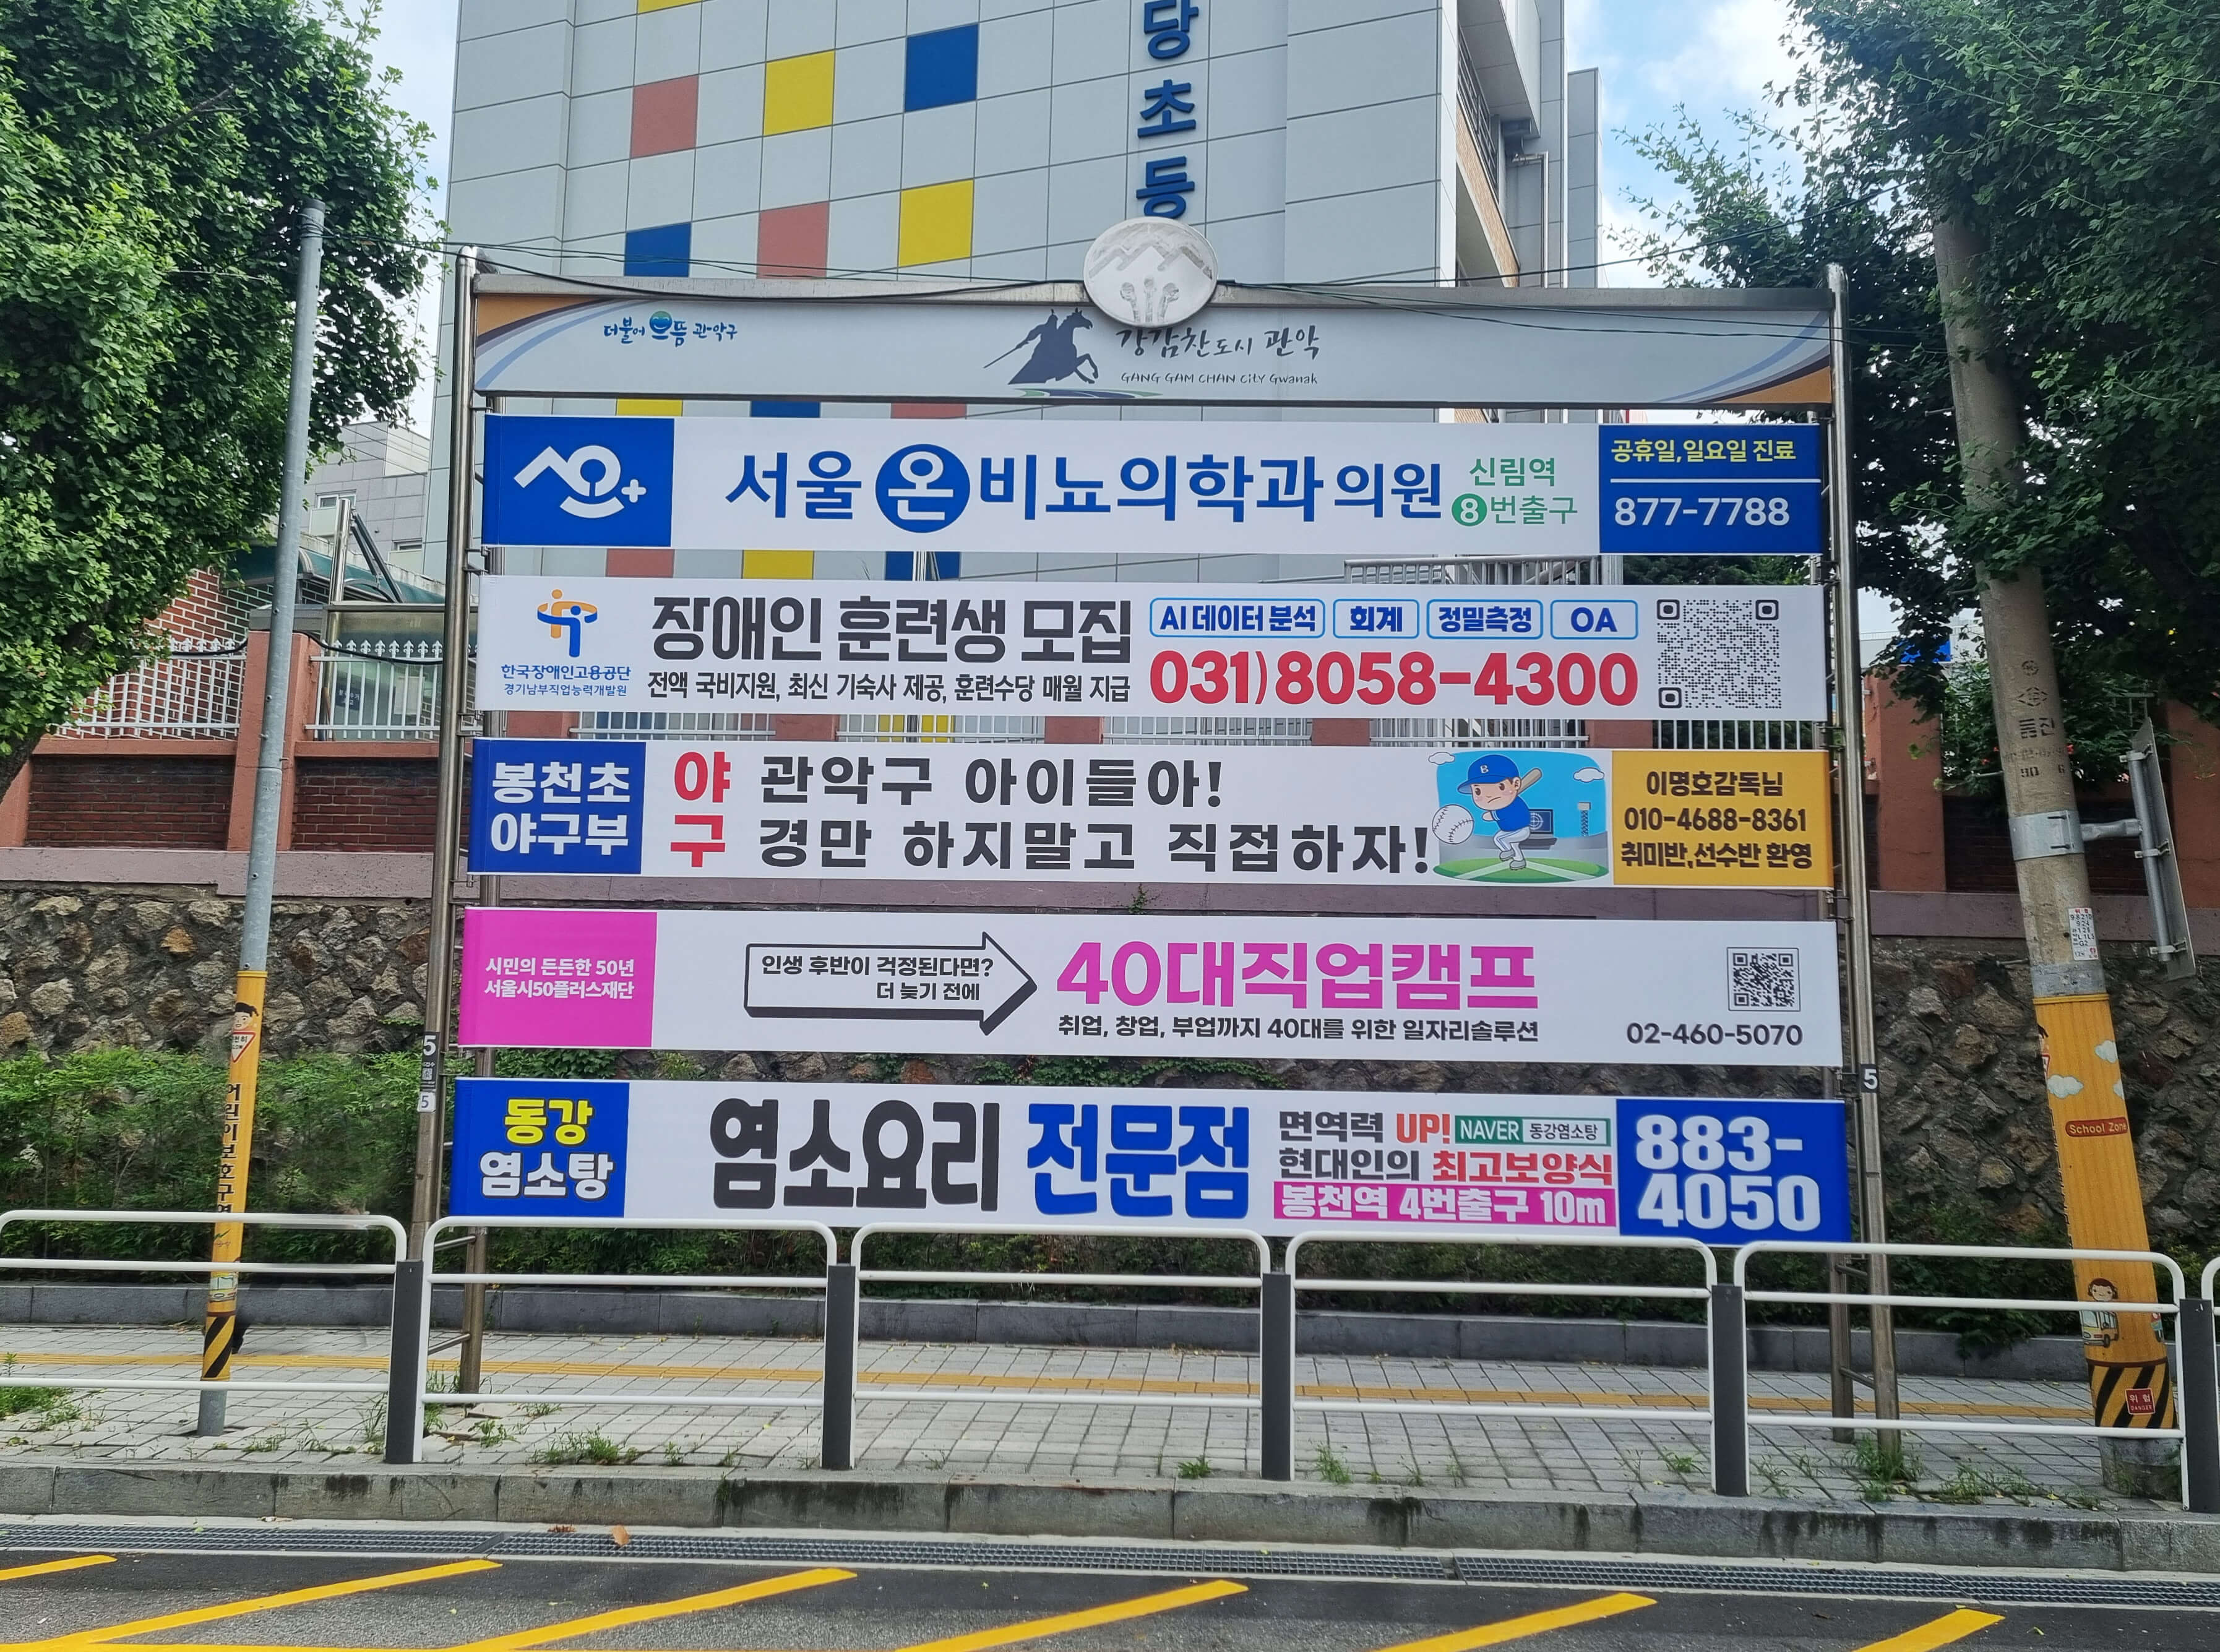 당초등
더불어 으뜸 관악구
강감찬도시 관악
GANG GAM CHAN City Gwanak
서울온비뇨의학과의원
신림역
8번출구
공휴일,일요일 진료
877-7788
한국장애인고용공단
경기남부직업능력개발원
장애인 훈련생 모집
전액 국비지원, 최신 기숙사 제공, 훈련수당 매월 지급
AI 데이터 분석 회계 정밀측정 OA
031)8058-4300
봉천초
야구부
야 관악구 아이들아!
구 경만 하지말고 직접하자!
B
이명호감독님
010-4688-8361
취미반,선수반 환영
시민의 든든한 50년
서울시50플러스재단
인생 후반이 걱정된다면?
더 늦기 전에
40대직업캠프
취업, 창업, 부업까지 40대를 위한 일자리솔루션
02-460-5070
동강
염소탕
염소요리 전문점
면역력 UP! NAVER 동강염소탕
현대인의 최고보양식
봉천역 4번출구 10m
883-
4050
5
5
5
어린이보호구역
School Zone
위험
DANGER